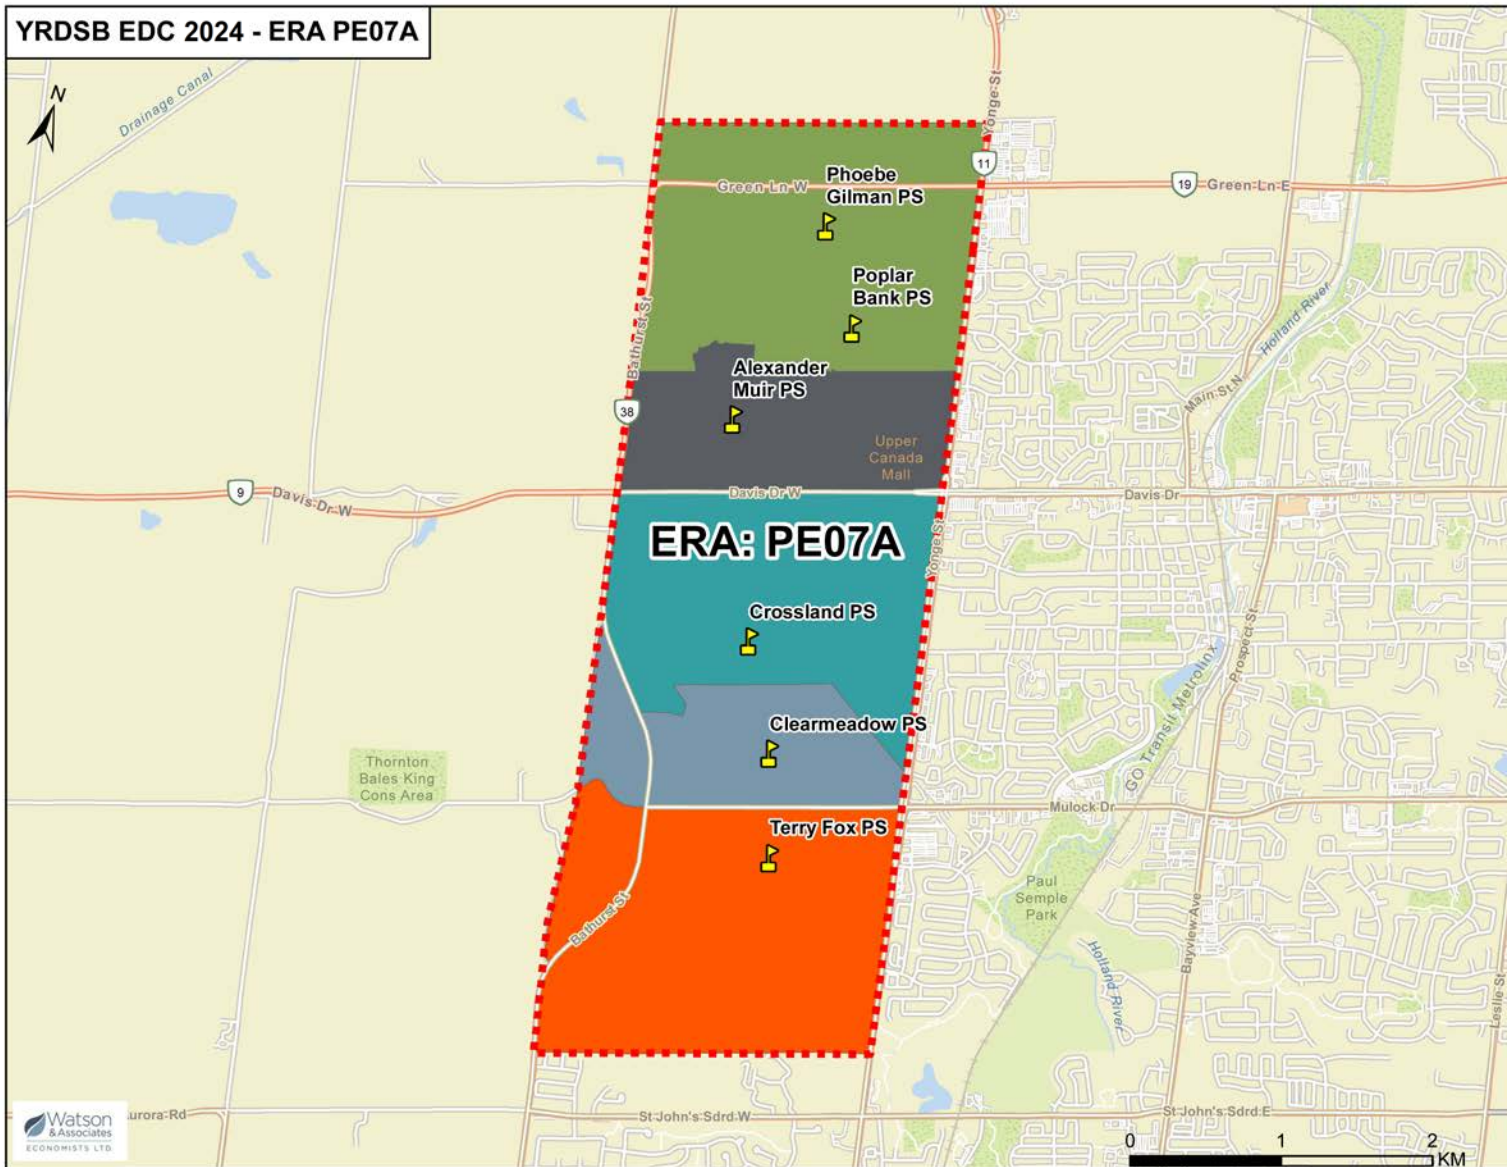 YRDSB EDC 2024 - ERA PE07A
N
Drainage Canal
Yonge St
11
Green Ln W
19
Green Ln E
Phoebe
Gilman PS
Poplar
Bank PS
Bathurst St
Holland River
Alexander
Muir PS
Main St N
38
Upper
Canada
Mall
9
Davis Dr W
Davis Dr W
Davis Dr
ERA: PE07A
Yonge St
Crossland PS
Prospect St
GO Transit Metrolinx
Clearmeadow PS
Thornton
Bales King
Cons Area
Mulock Dr
Terry Fox PS
Paul
Semple
Park
Bathurst St
Bayview Ave
Holland
River
Leslie St
urora Rd
St John's Sdrd W
St John's Sdrd E
Watson
& Associates
ECONOMISTS LTD.
0 1 2
KM